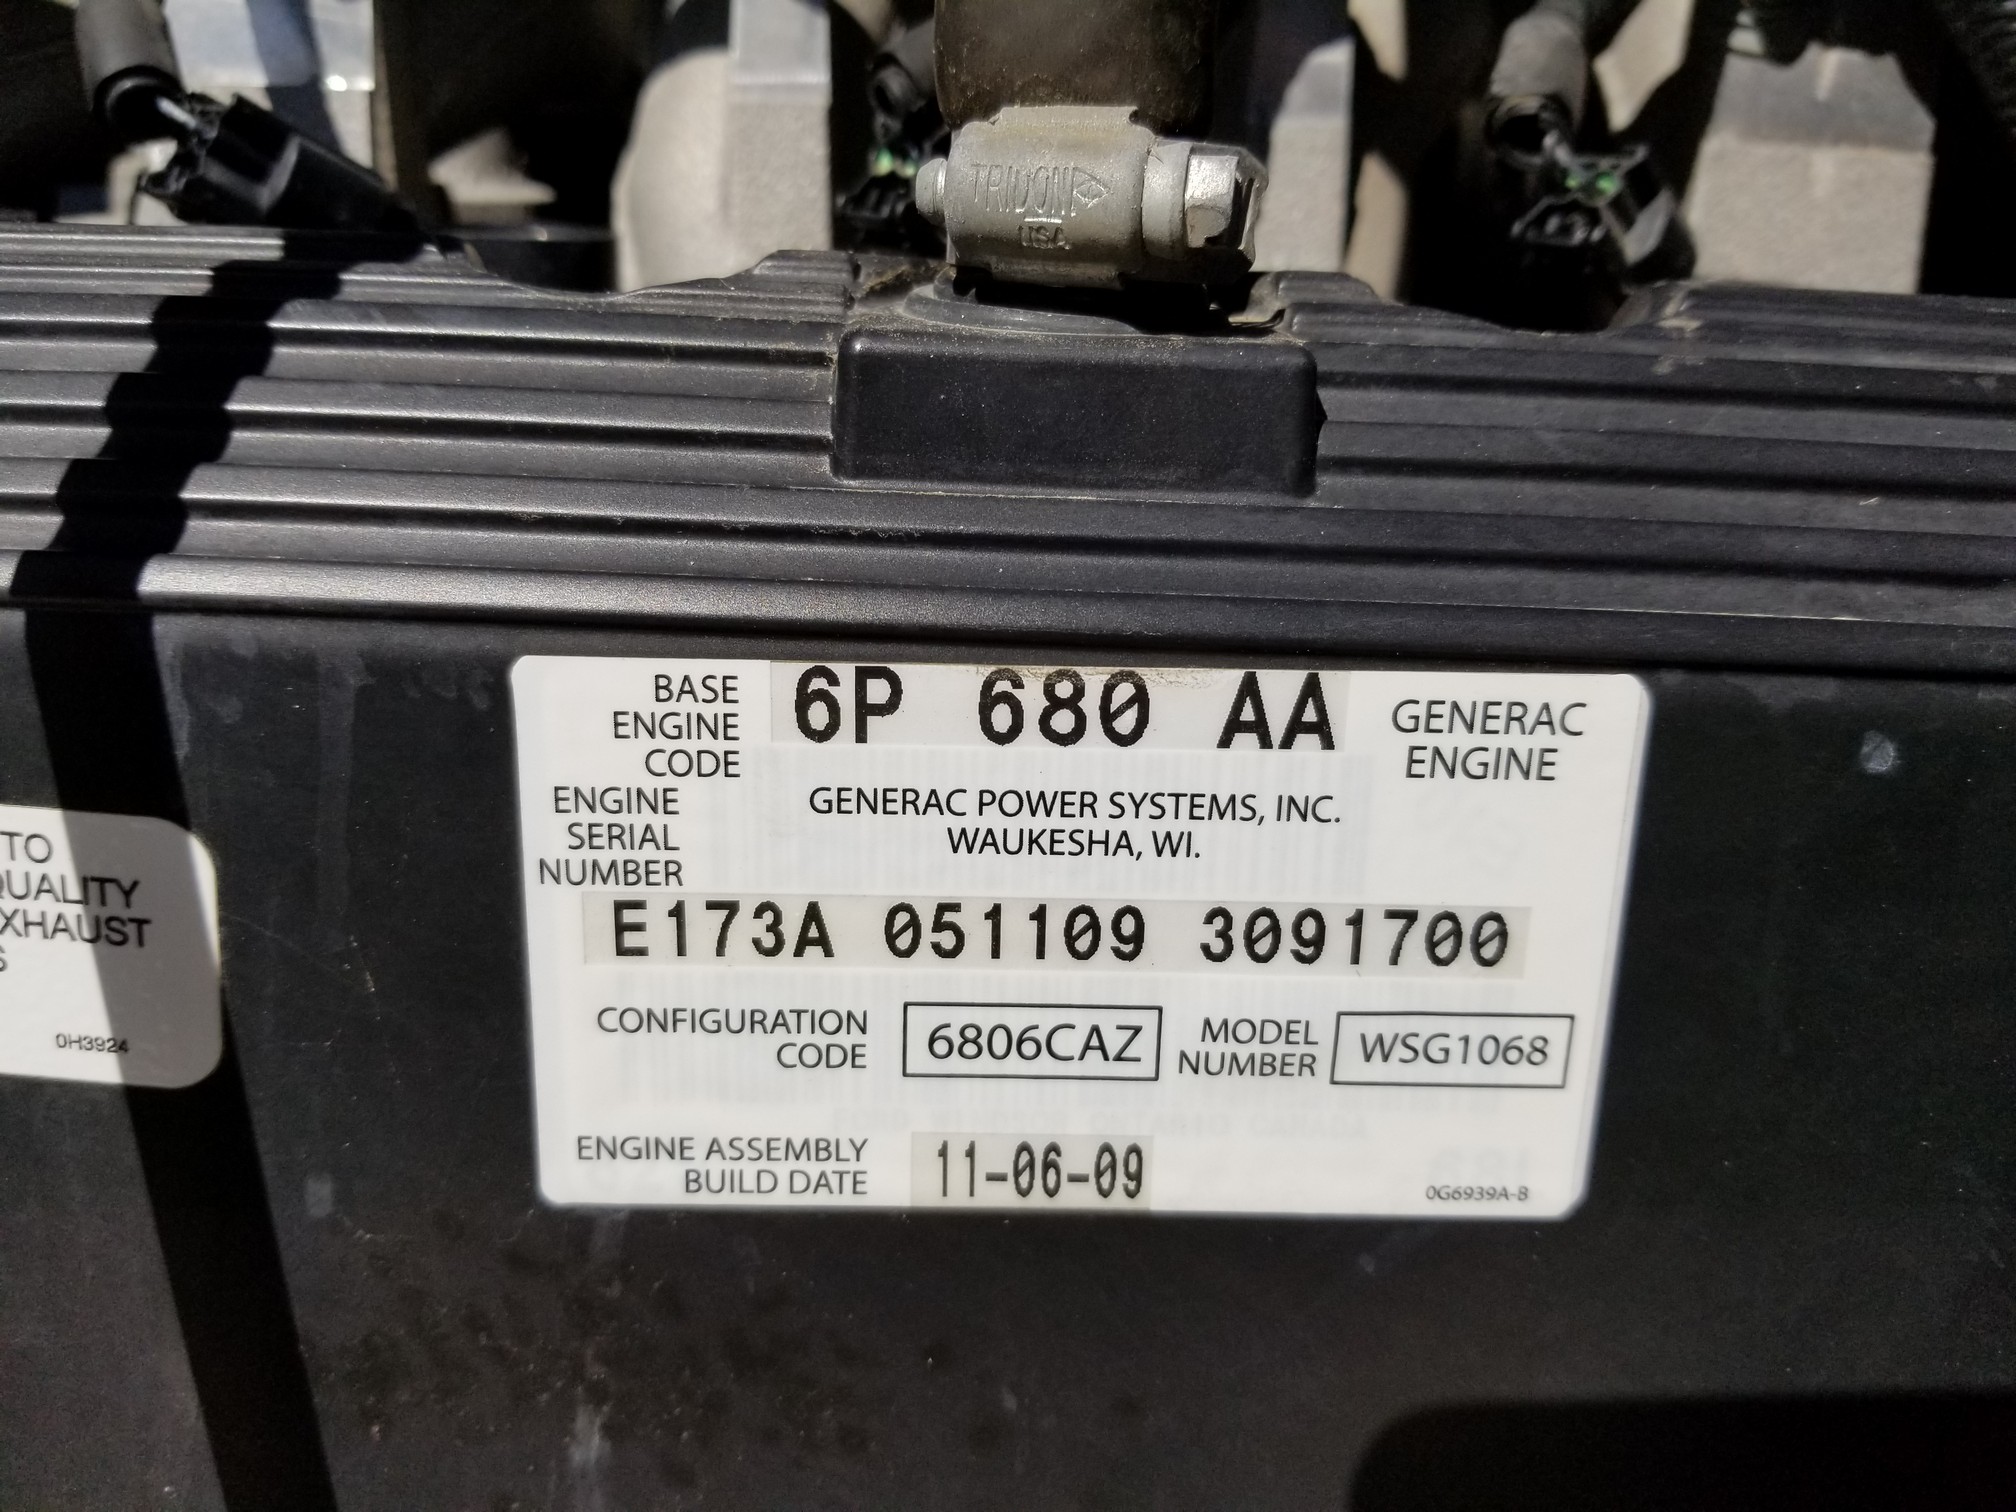 TRIDON
USA
BASE
ENGINE
CODE
6P 680 AA
GENERAC
ENGINE
ENGINE
SERIAL
NUMBER
GENERAC POWER SYSTEMS, INC.
WAUKESHA, WI.
E173A 051109 3091700
CONFIGURATION
CODE
6806CAZ
MODEL
NUMBER
WSG1068
ENGINE ASSEMBLY
BUILD DATE
11-06-09
0G6939A-B
TO
QUALITY
XHAUST
S
0H3924